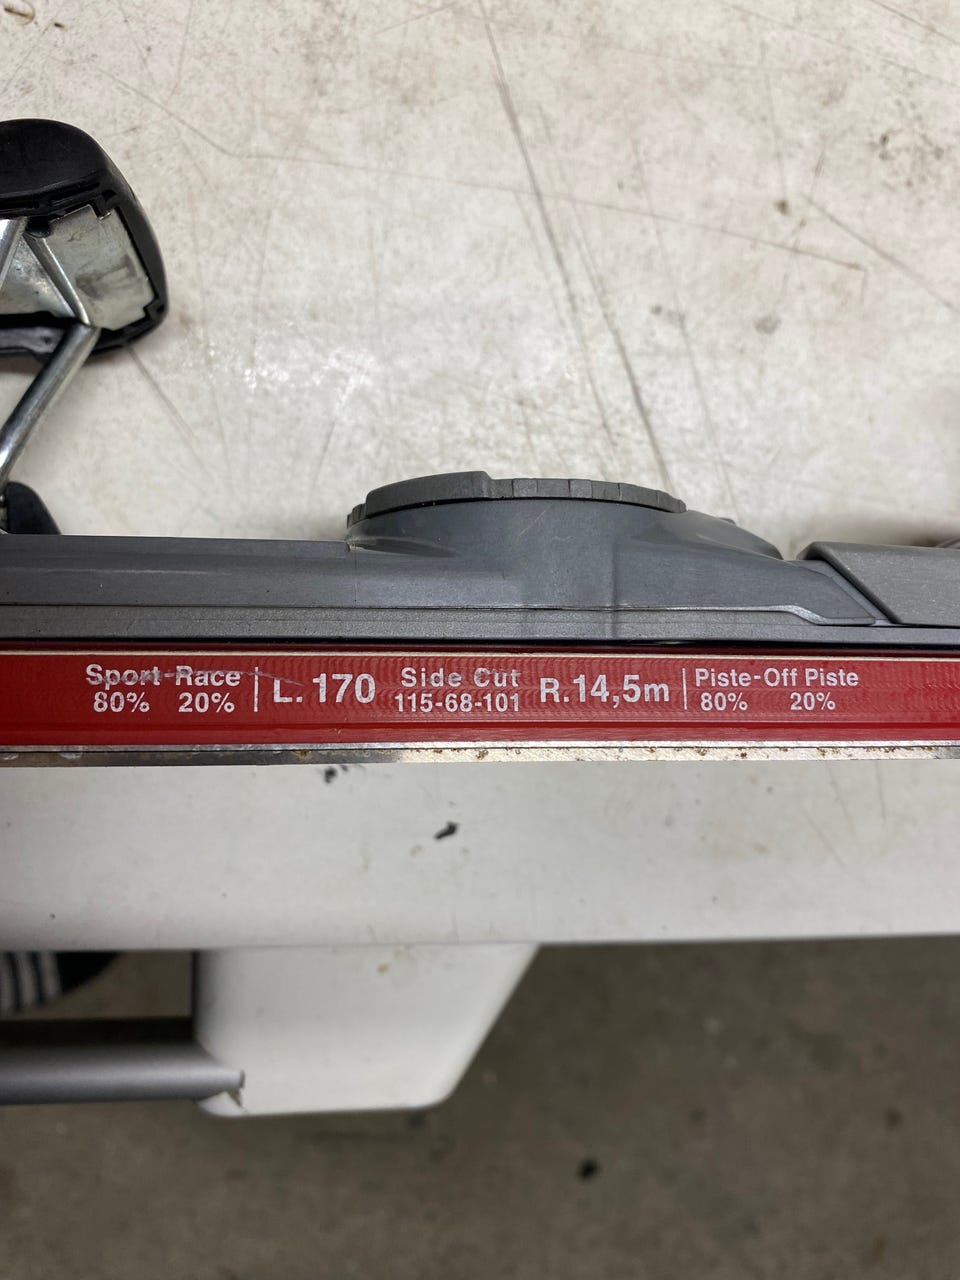 Sport-Race
80% 20%
L. 170
Side Cut
115-68-101
R.14,5m
Piste-Off Piste
80% 20%